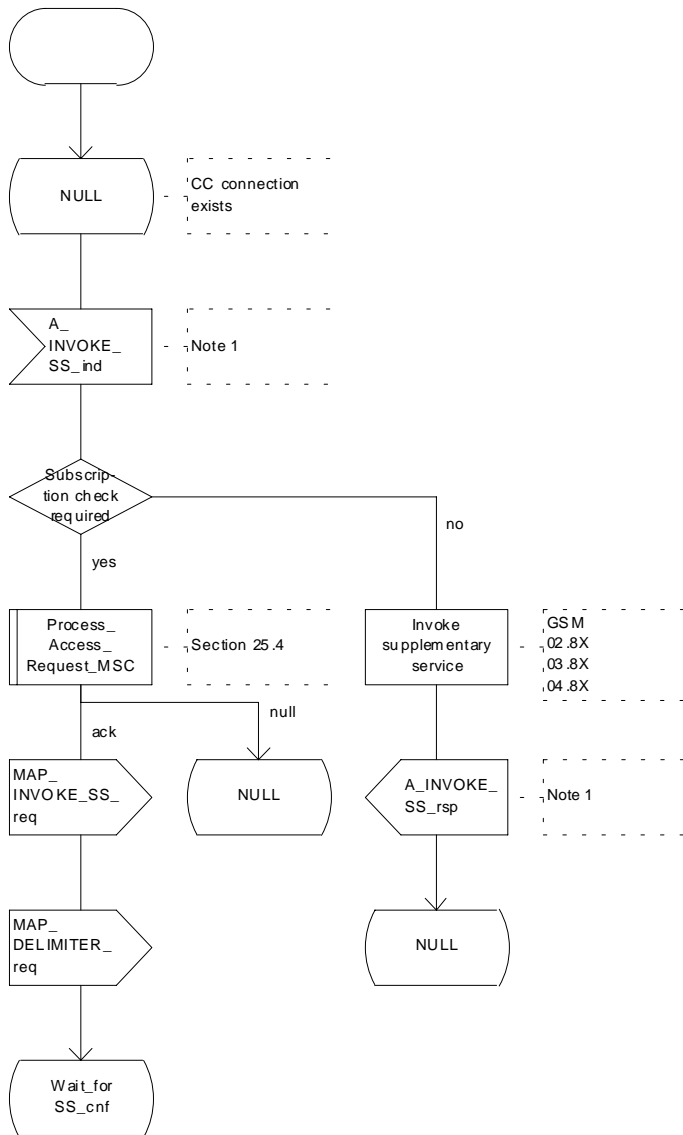 NULL
CC connection
exists
A_
INVOKE_
SS_ind
Note 1
Subscrip-
tion check
required
no
yes
Process_
Access_
Request_MSC
Section 25.4
Invoke
supplementary
service
GSM
02.8X
03.8X
04.8X
null
ack
MAP_
INVOKE_SS_
req
NULL
A_INVOKE_
SS_rsp
Note 1
MAP_
DELIMITER_
req
NULL
Wait_for
SS_cnf